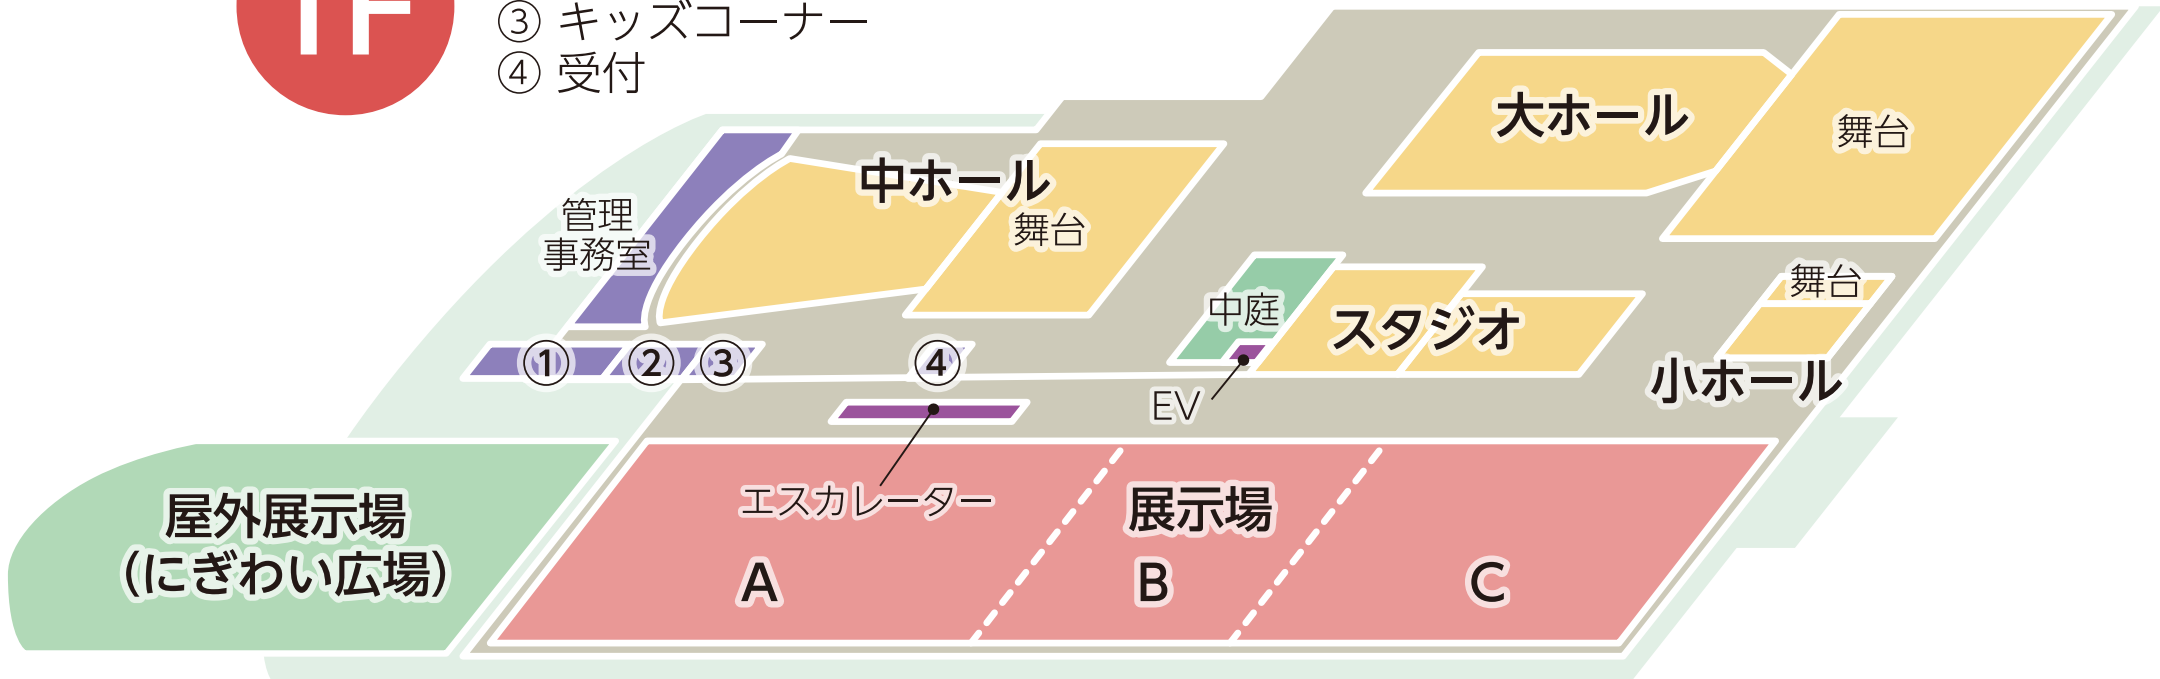 1F
③ キッズコーナー
④ 受付
大ホール
舞台
中ホール
舞台
管理
事務室
中庭
スタジオ
舞台
小ホール
①
②
③
④
EV
エスカレーター
屋外展示場
(にぎわい広場)
展示場
A
B
C